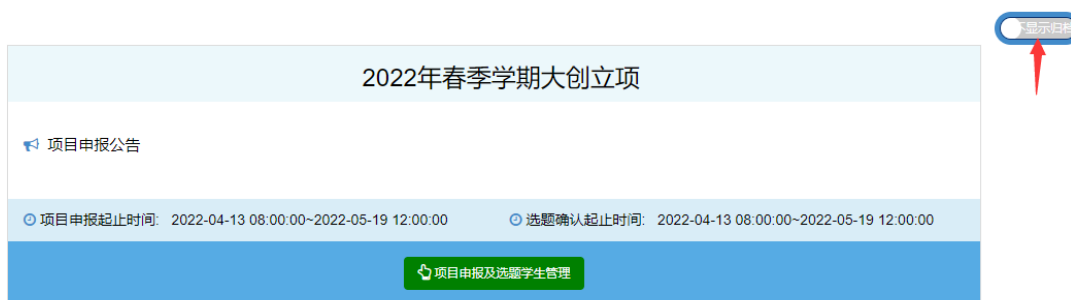 不显示归档
2022年春季学期大创立项
项目申报公告
项目申报起止时间: 2022-04-13 08:00:00~2022-05-19 12:00:00
选题确认起止时间: 2022-04-13 08:00:00~2022-05-19 12:00:00
项目申报及选题学生管理